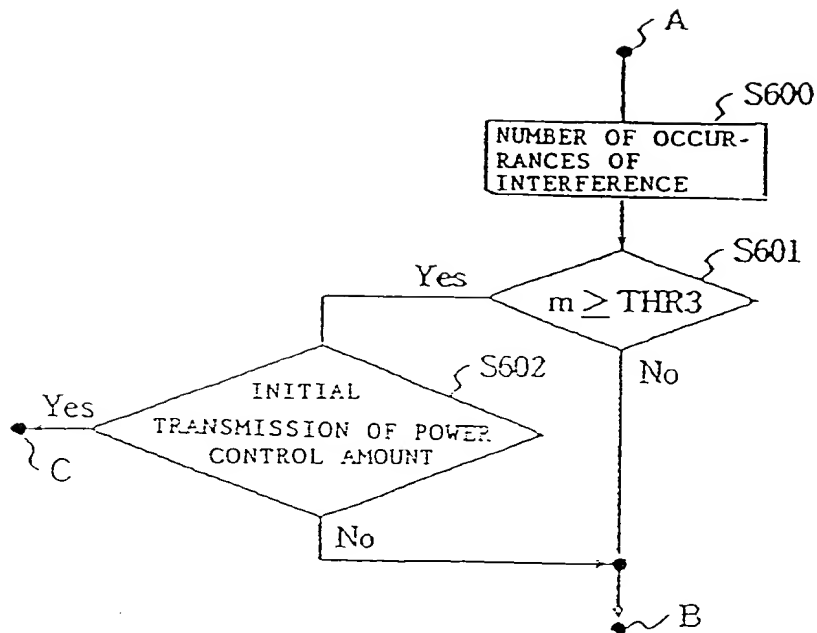 A
S600
NUMBER OF OCCUR-
RANCES OF
INTERFERENCE
S601
Yes
m ≥ THR3
No
S602
INITIAL
TRANSMISSION OF POWER
CONTROL AMOUNT
Yes
C
No
B